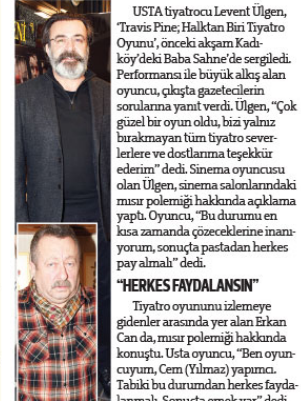 USTA tiyatrocu Levent Ülgen,
‘Travis Pine; Halktan Biri Tiyatro
Oyunu’, önceki akşam Kadı-
köy’deki Baba Sahne’de sergiledi.
Performansı ile büyük alkış alan
oyuncu, çıkışta gazetecilerin
sorularına yanıt verdi. Ülgen, “Çok
güzel bir oyun oldu, bizi yalnız
bırakmayan tüm tiyatro sever-
lerlere ve dostlarıma teşekkür
ederim” dedi. Sinema oyuncusu
olan Ülgen, sinema salonlarındaki
mısır polemiği hakkında açıklama
yaptı. Oyuncu, “Bu durumu en
kısa zamanda çözeceklerine inanı-
yorum, sonuçta pastadan herkes
pay almalı” dedi.
“HERKES FAYDALANSIN”
Tiyatro oyununu izlemeye
gidenler arasında yer alan Erkan
Can da, mısır polemiği hakkında
konuştu. Usta oyuncu, “Ben oyun-
cuyum, Cem (Yılmaz) yapımcı.
Tabiki bu durumdan herkes fayda-
lanmalı. Sonuçta emek var” dedi.